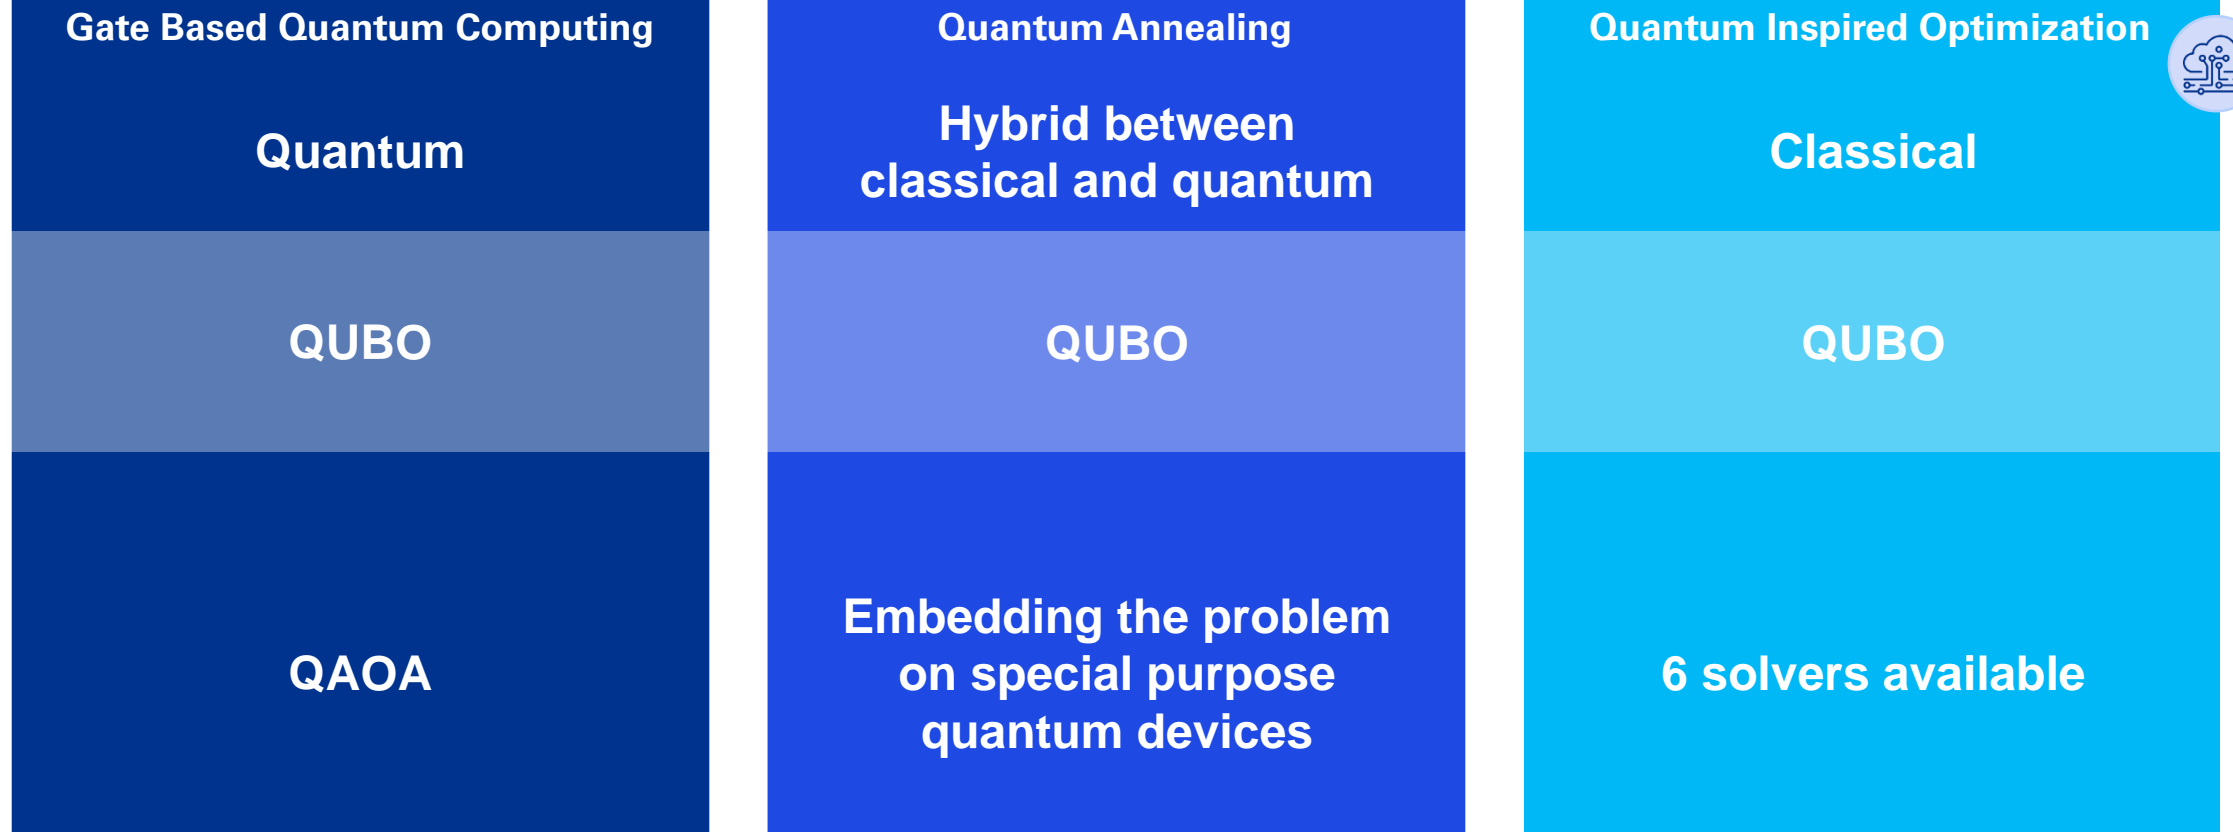 Gate Based Quantum Computing
Quantum
QUBO
QAOA
Quantum Annealing
Hybrid between
classical and quantum
QUBO
Embedding the problem
on special purpose
quantum devices
Quantum Inspired Optimization
Classical
QUBO
6 solvers available